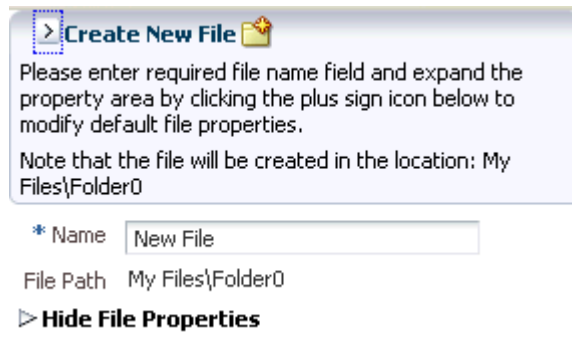 Create New File
Please enter required file name field and expand the
property area by clicking the plus sign icon below to
modify default file properties.
Note that the file will be created in the location: My
Files\Folder0
* Name New File
File Path My Files\Folder0
Hide File Properties